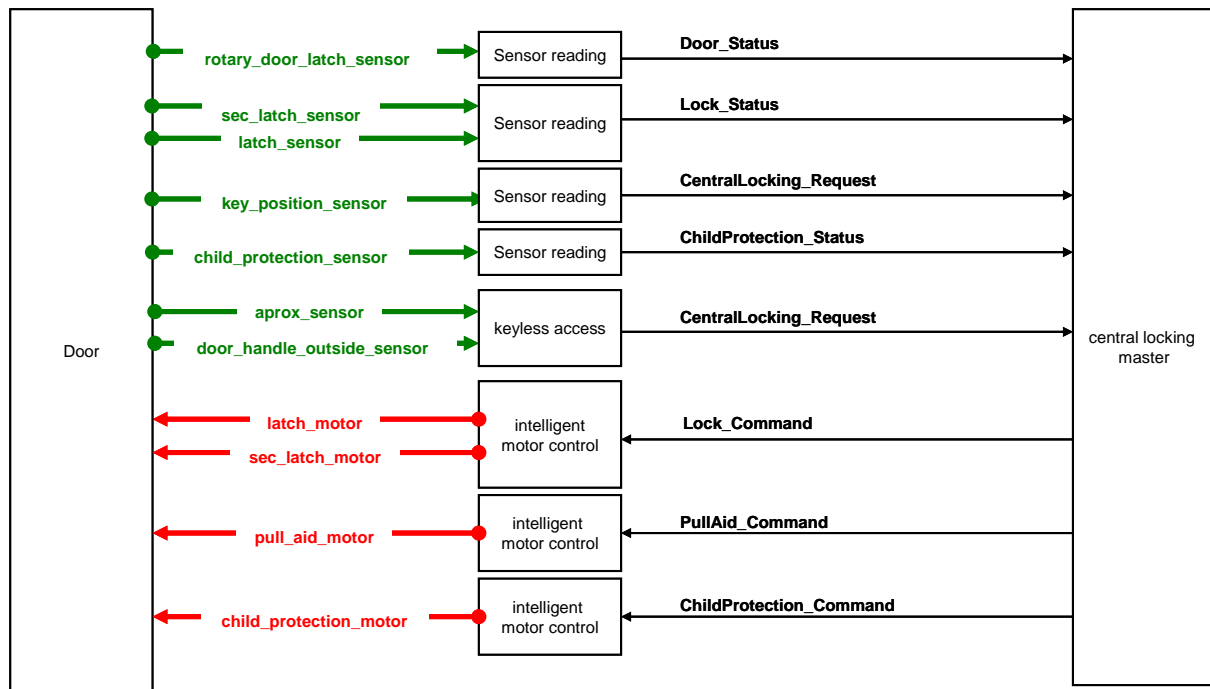 Door
rotary_door_latch_sensor
Sensor reading
Door_Status
sec_latch_sensor
latch_sensor
Sensor reading
Lock_Status
key_position_sensor
Sensor reading
CentralLocking_Request
child_protection_sensor
Sensor reading
ChildProtection_Status
aprox_sensor
door_handle_outside_sensor
keyless access
CentralLocking_Request
central locking
master
latch_motor
sec_latch_motor
intelligent
motor control
Lock_Command
pull_aid_motor
intelligent
motor control
PullAid_Command
child_protection_motor
intelligent
motor control
ChildProtection_Command